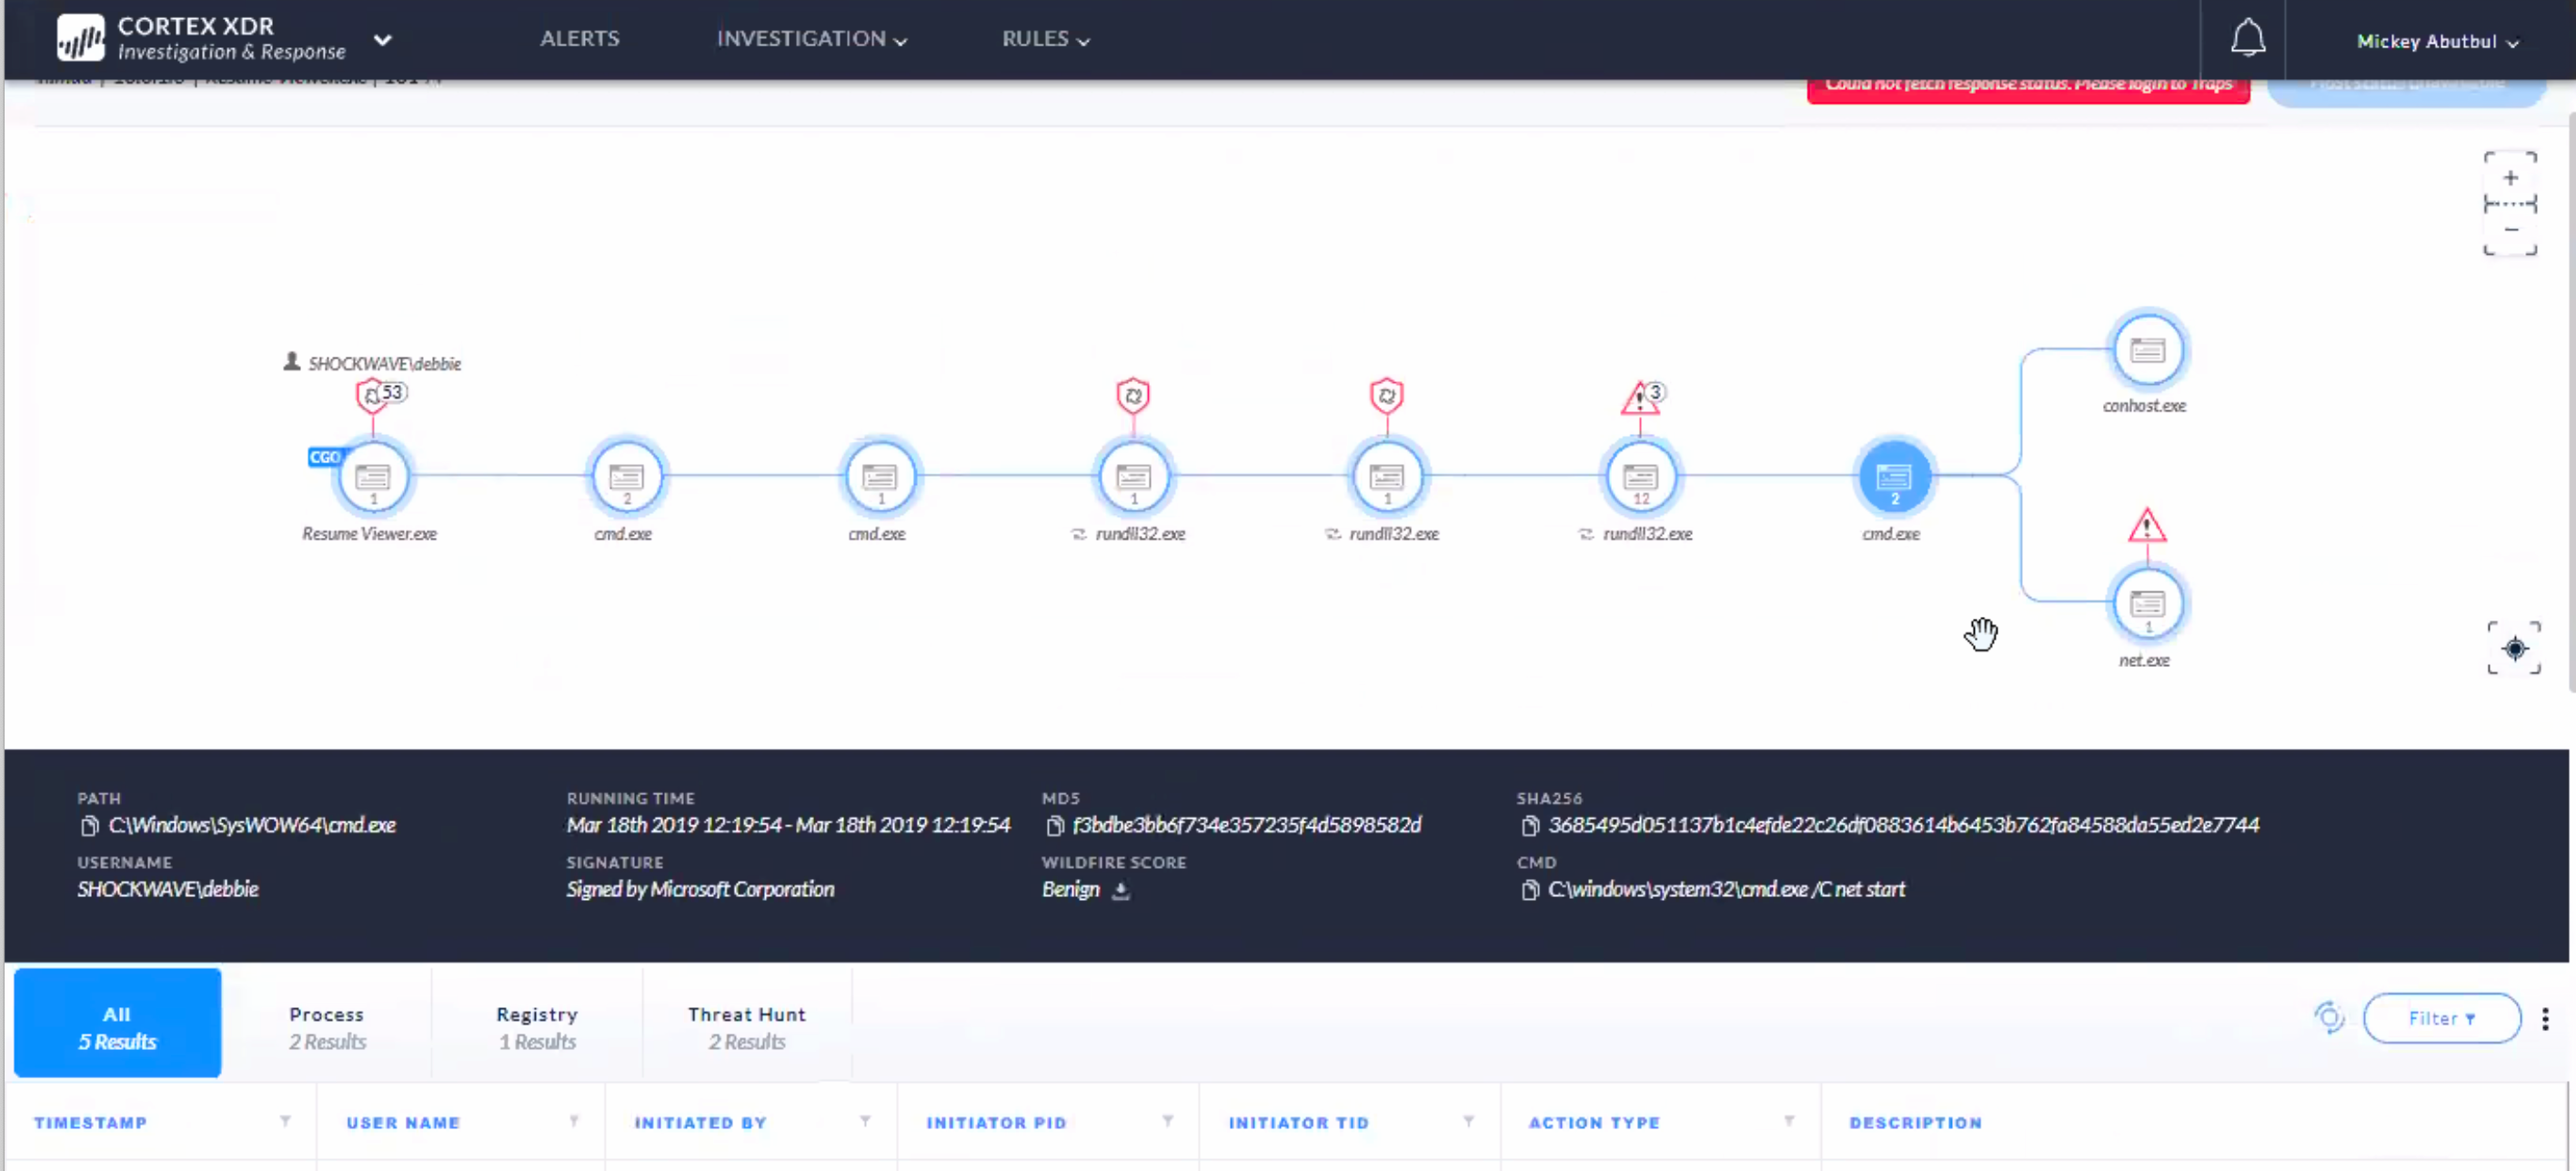 CORTEX XDR
Investigation & Response
ALERTS
INVESTIGATION
RULES
Mickey Abutbul
Could not fetch response status. Please login to Traps
SHOCKWAVE\debbie
53
3
CGO
1
2
1
1
1
12
2
1
Resume Viewer.exe
cmd.exe
cmd.exe
rundll32.exe
rundll32.exe
rundll32.exe
cmd.exe
conhost.exe
net.exe
PATH
C:\Windows\SysWOW64\cmd.exe
RUNNING TIME
Mar 18th 2019 12:19:54 - Mar 18th 2019 12:19:54
MD5
f3bdbe3bb6f734e357235f4d5898582d
SHA256
3685495d051137b1c4efde22c26df0883614b6453b762fa84588da55ed2e7744
USERNAME
SHOCKWAVE\debbie
SIGNATURE
Signed by Microsoft Corporation
WILDFIRE SCORE
Benign
CMD
C:\windows\system32\cmd.exe /C net start
All
5 Results
Process
2 Results
Registry
1 Results
Threat Hunt
2 Results
Filter
TIMESTAMP
USER NAME
INITIATED BY
INITIATOR PID
INITIATOR TID
ACTION TYPE
DESCRIPTION